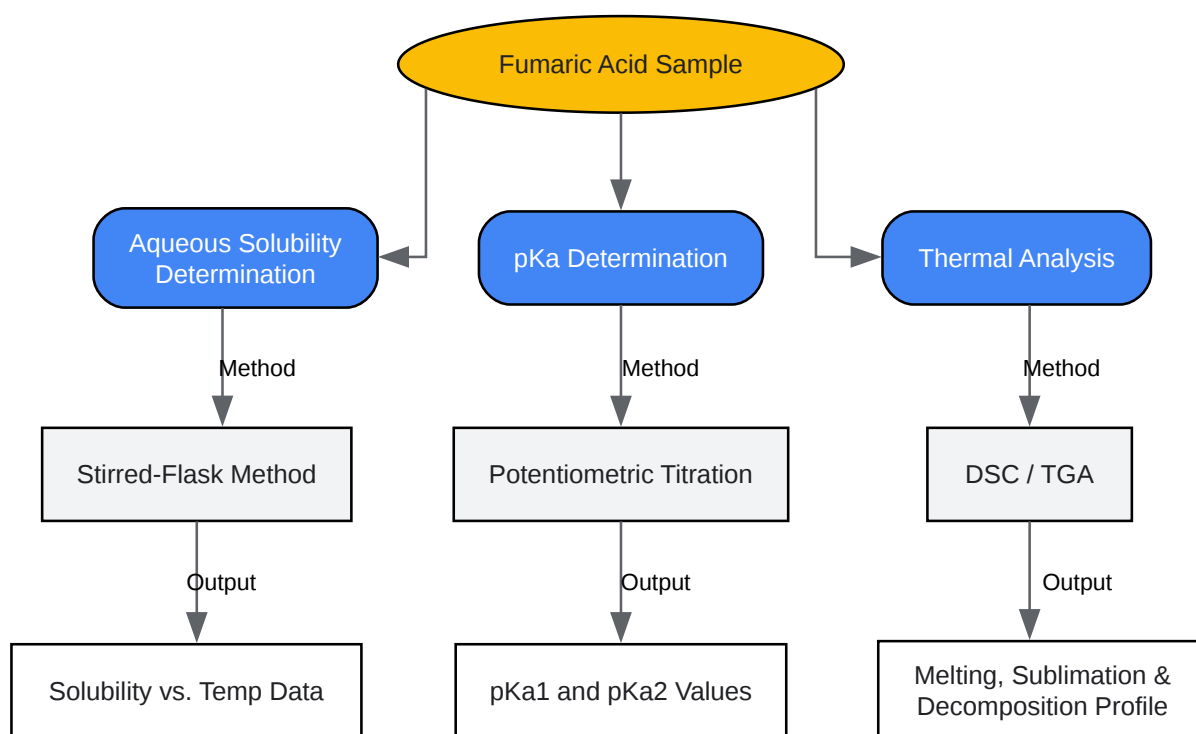 Fumaric Acid Sample
Aqueous Solubility
Determination
pKa Determination
Thermal Analysis
Method
Method
Method
Stirred-Flask Method
Potentiometric Titration
DSC / TGA
Output
Output
Output
Solubility vs. Temp Data
pKa1 and pKa2 Values
Melting, Sublimation &
Decomposition Profile